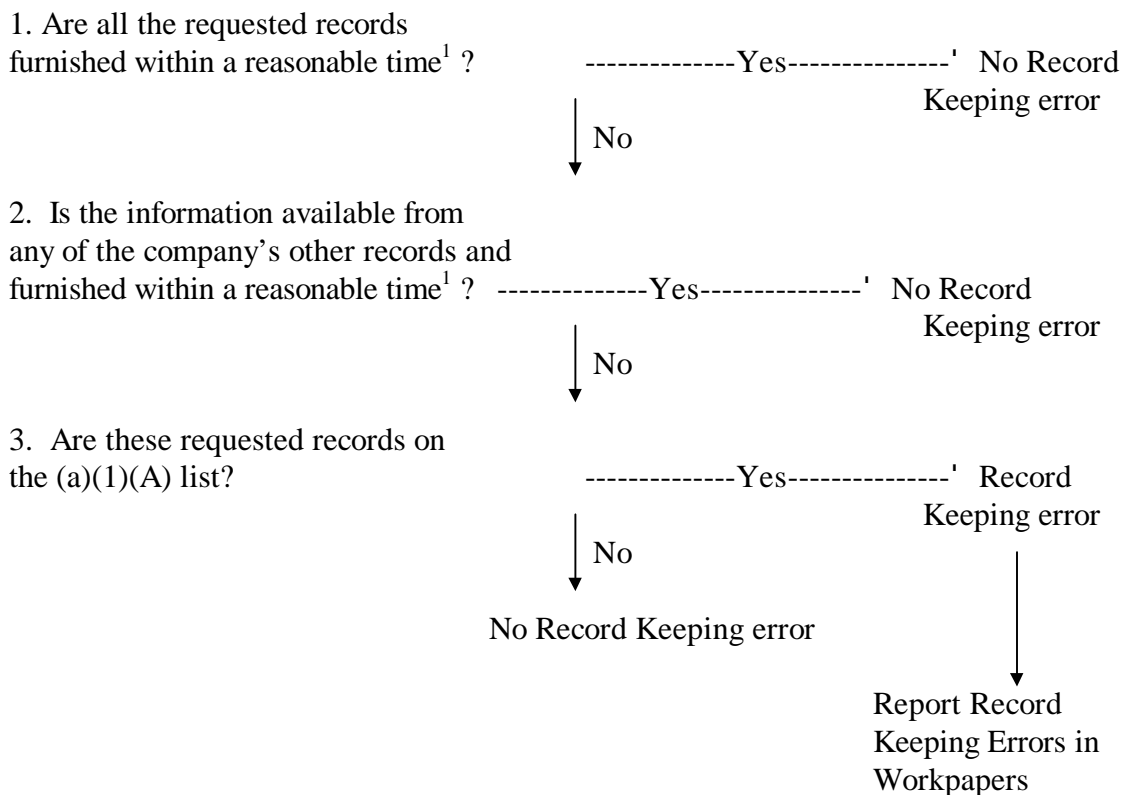 1. Are all the requested records
furnished within a reasonable time¹ ? --------------Yes---------------' No Record
Keeping error
No
2. Is the information available from
any of the company’s other records and
furnished within a reasonable time¹ ? --------------Yes---------------' No Record
Keeping error
No
3. Are these requested records on
the (a)(1)(A) list? --------------Yes---------------' Record
Keeping error
No
No Record Keeping error
Report Record
Keeping Errors in
Workpapers